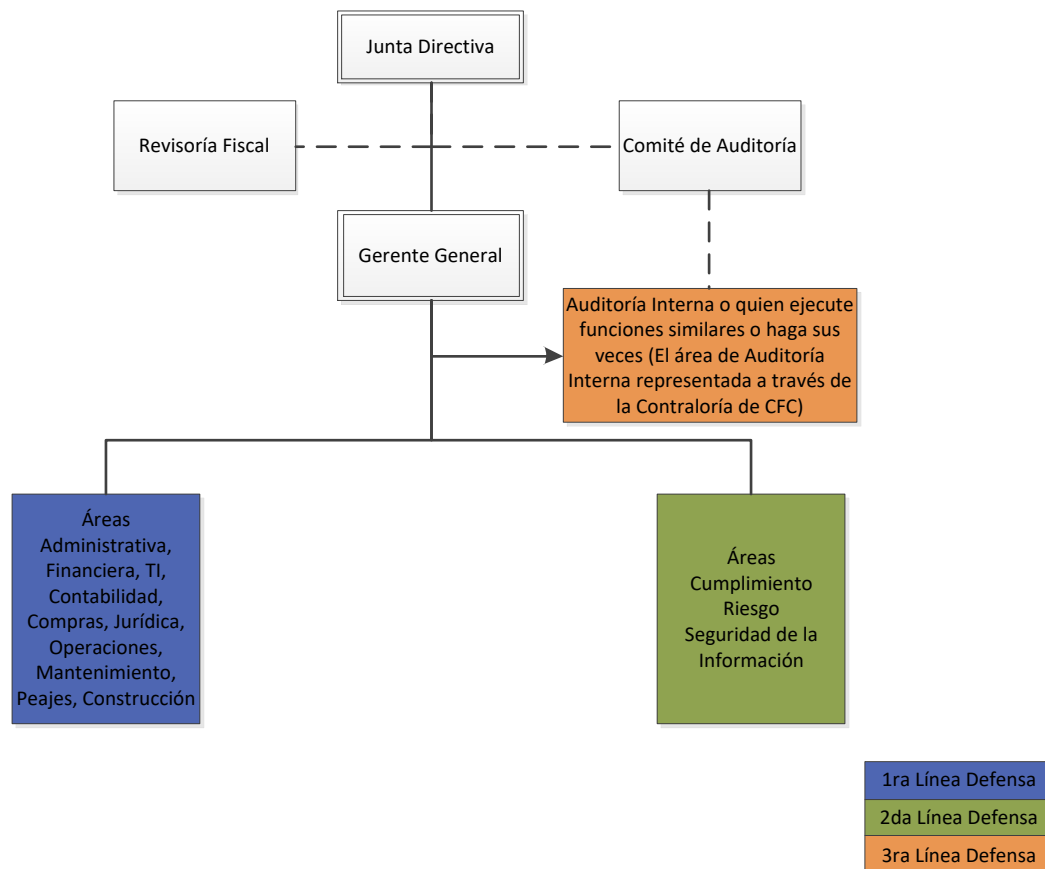 Junta Directiva
Revisoría Fiscal
Comité de Auditoría
Gerente General
Auditoría Interna o quien ejecute
funciones similares o haga sus
veces (El área de Auditoría
Interna representada a través de
la Contraloría de CFC)
Áreas
Administrativa,
Financiera, TI,
Contabilidad,
Compras, Jurídica,
Operaciones,
Mantenimiento,
Peajes, Construcción
Áreas
Cumplimiento
Riesgo
Seguridad de la
Información
1ra Línea Defensa
2da Línea Defensa
3ra Línea Defensa